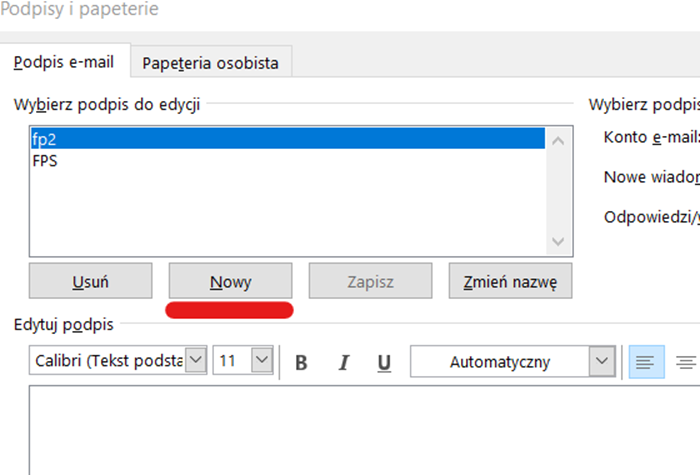 Podpisy i papeterie
Podpis e-mail Papeteria osobista
Wybierz podpis do edycji
fp2
FPS
Usuń Nowy Zapisz Zmień nazwę
Wybierz podpis
Konto e-mail:
Nowe wiador
Odpowiedzi/y
Edytuj podpis
Calibri (Tekst podsta 11 B I U Automatyczny